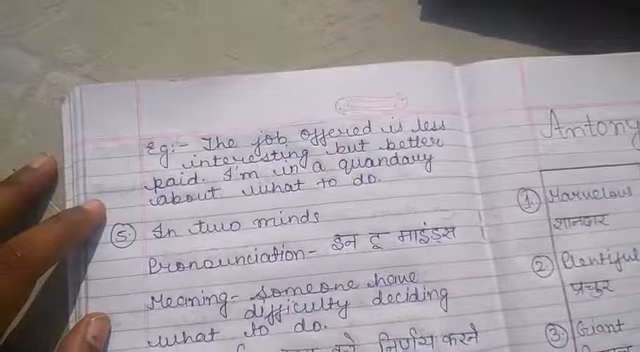 Eg:- The job offered is less
interesting but better
paid. I'm in a quandary
about what to do.
5. In two minds
Pronounciation- इन टू माइंड्स
Meaning- Someone have
difficulty deciding
what to do.
को निर्णय करने
Antony
1. Marvelous
शानदार
2. Plentiful
प्रचुर
3. Giant